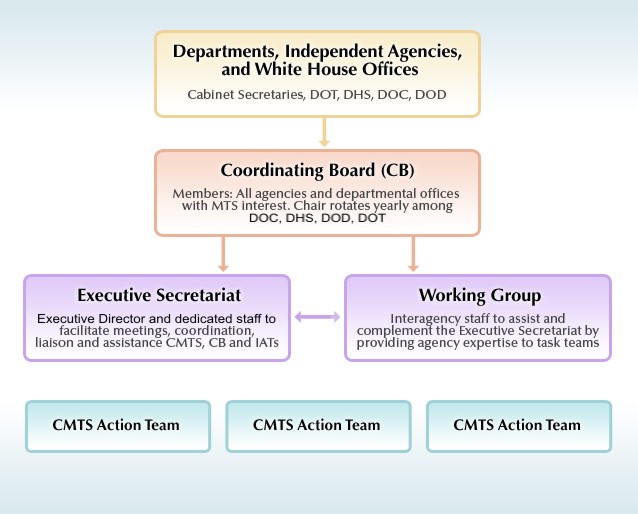 Departments, Independent Agencies,
and White House Offices
Cabinet Secretaries, DOT, DHS, DOC, DOD
Coordinating Board (CB)
Members: All agencies and departmental offices
with MTS interest. Chair rotates yearly among
DOC, DHS, DOD, DOT
Executive Secretariat
Executive Director and dedicated staff to
facilitate meetings, coordination,
liaison and assistance CMTS, CB and IATs
Working Group
Interagency staff to assist and
complement the Executive Secretariat by
providing agency expertise to task teams
CMTS Action Team
CMTS Action Team
CMTS Action Team